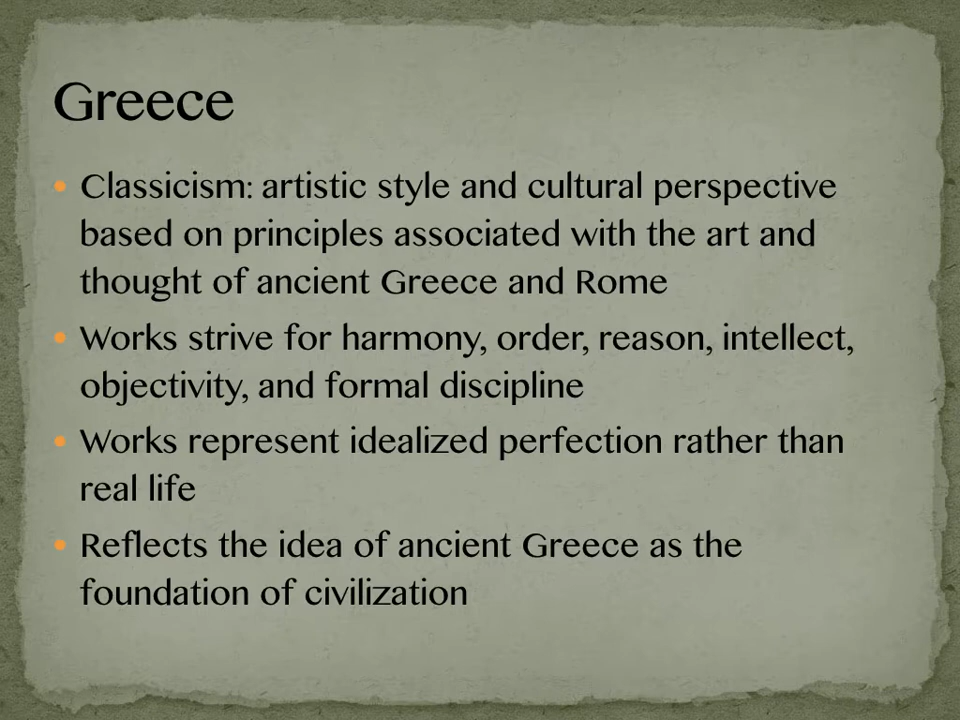 Greece
• Classicism: artistic style and cultural perspective
based on principles associated with the art and
thought of ancient Greece and Rome
• Works strive for harmony, order, reason, intellect,
objectivity, and formal discipline
• Works represent idealized perfection rather than
real life
• Reflects the idea of ancient Greece as the
foundation of civilization